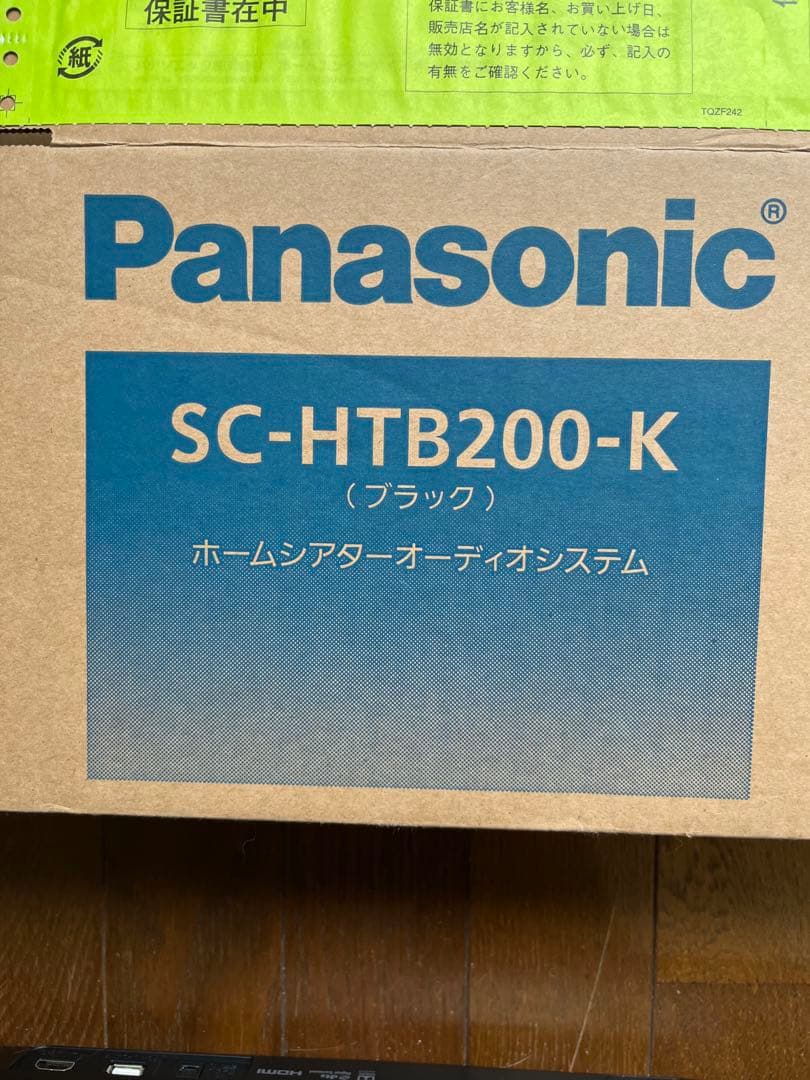 保証書在中
保証書にお客様名、お買い上げ日、
販売店名が記入されていない場合は
無効となりますから、必ず、記入の
有無をご確認ください。
紙
TQZF242
Panasonic®
SC-HTB200-K
(ブラック)
ホームシアターオーディオシステム
HDMI
dts